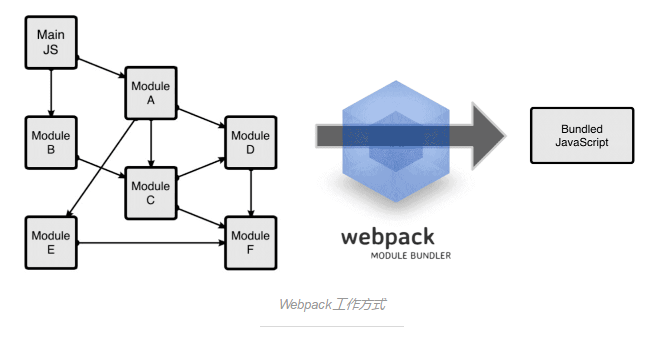 Main
JS
Module
A
Module
B
Module
D
Module
C
Module
E
Module
F
Bundled
JavaScript
webpack
MODULE BUNDLER
Webpack工作方式